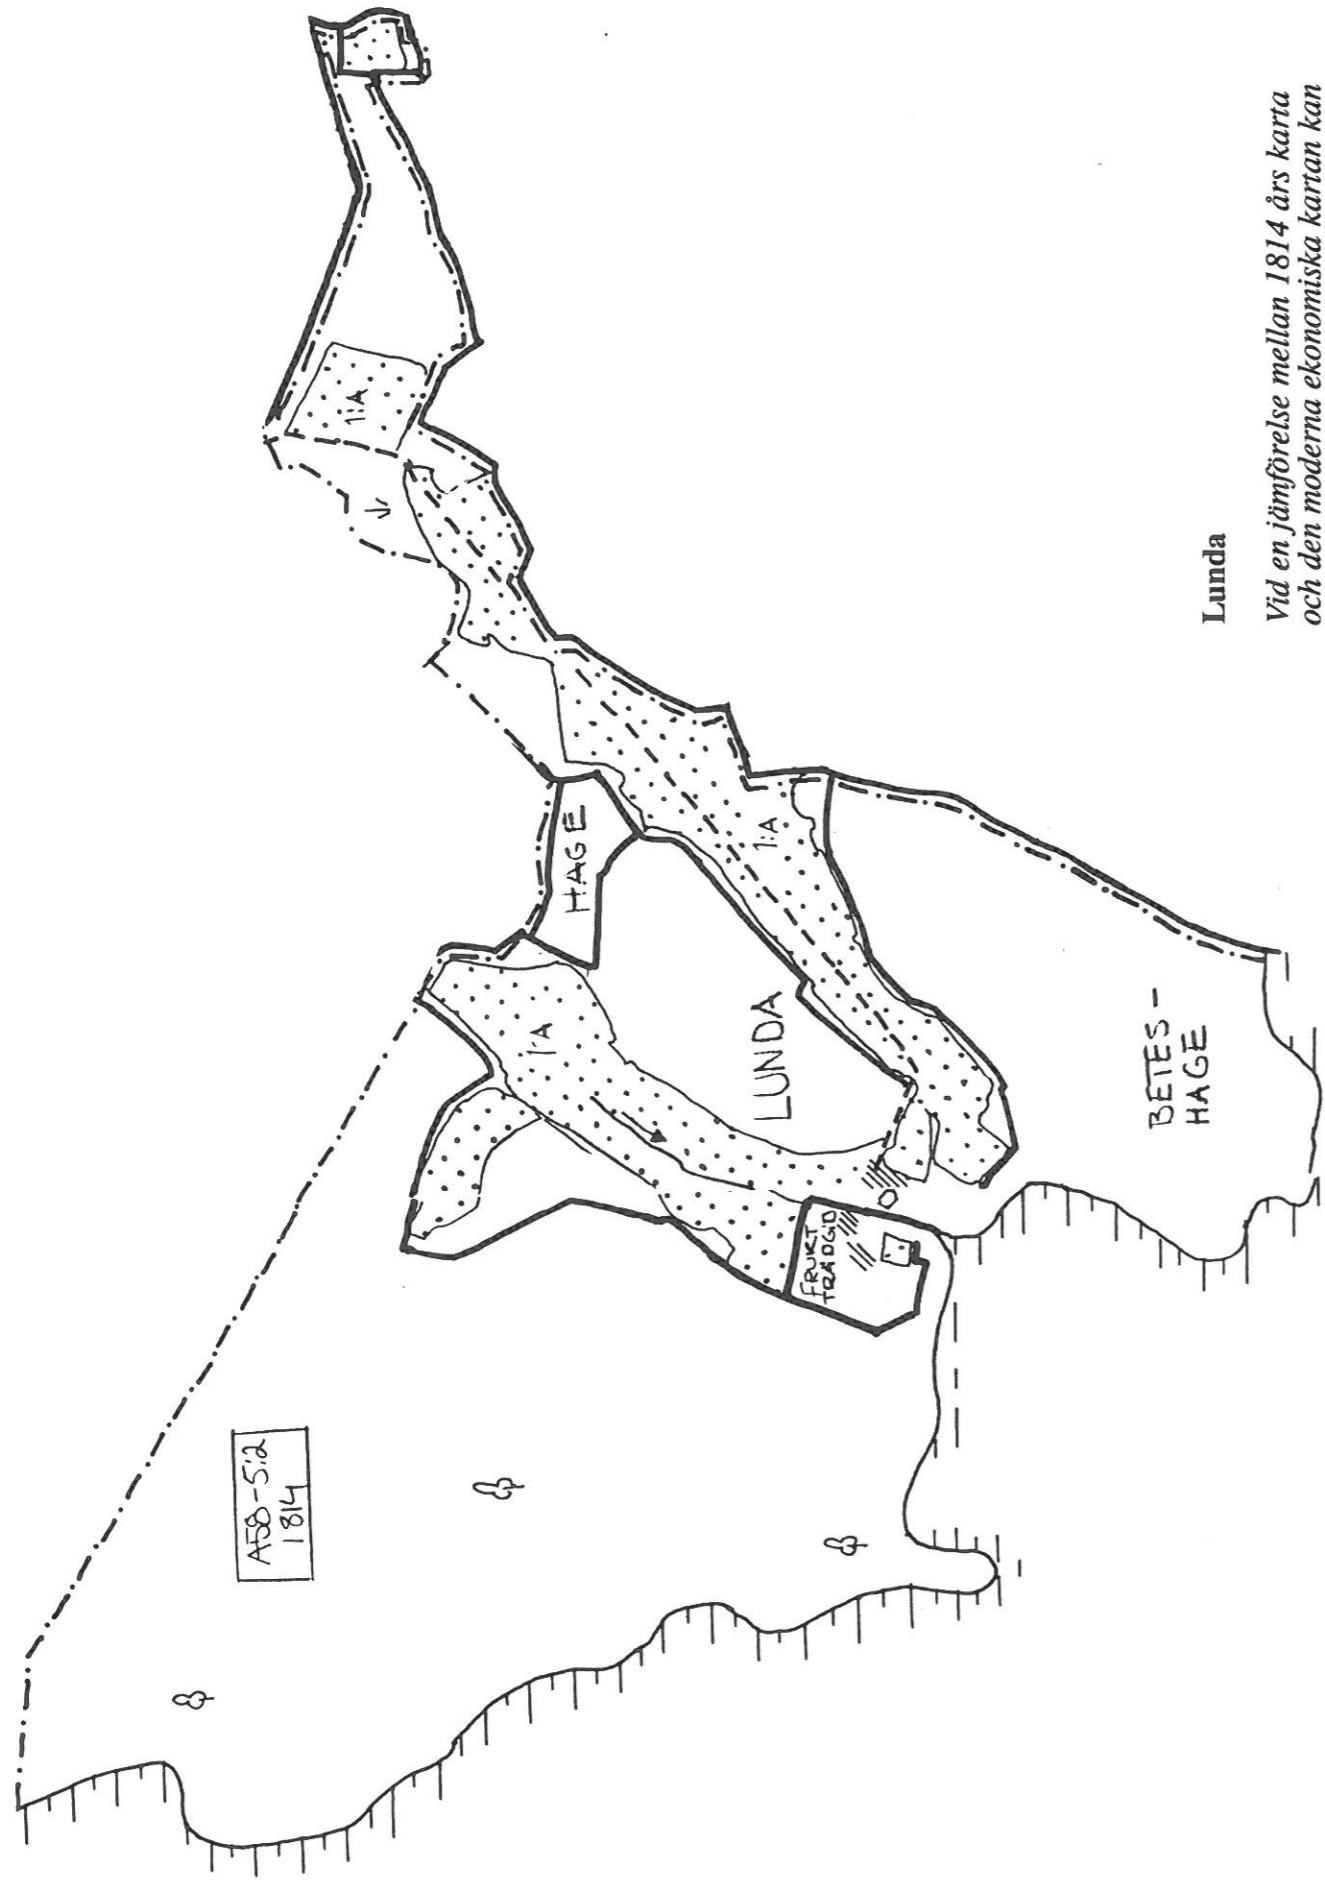 A58-5:2
1814
1:A
FRUKT
TRÄDGÅD
LUNDA
HAGE
1:A
1:A
BETES-
HAGE
Lunda
Vid en jämförelse mellan 1814 års karta
och den moderna ekonomiska kartan kan